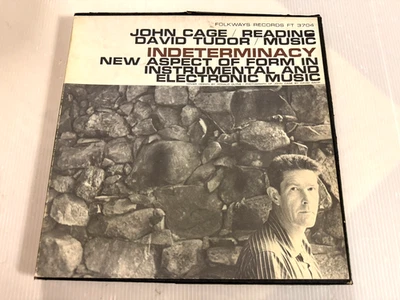 FOLKWAYS RECORDS FT 3704
JOHN CAGE / READING
DAVID TUDOR / MUSIC
INDETERMINACY
NEW ASPECT OF FORM IN
INSTRUMENTAL AND
ELECTRONIC MUSIC